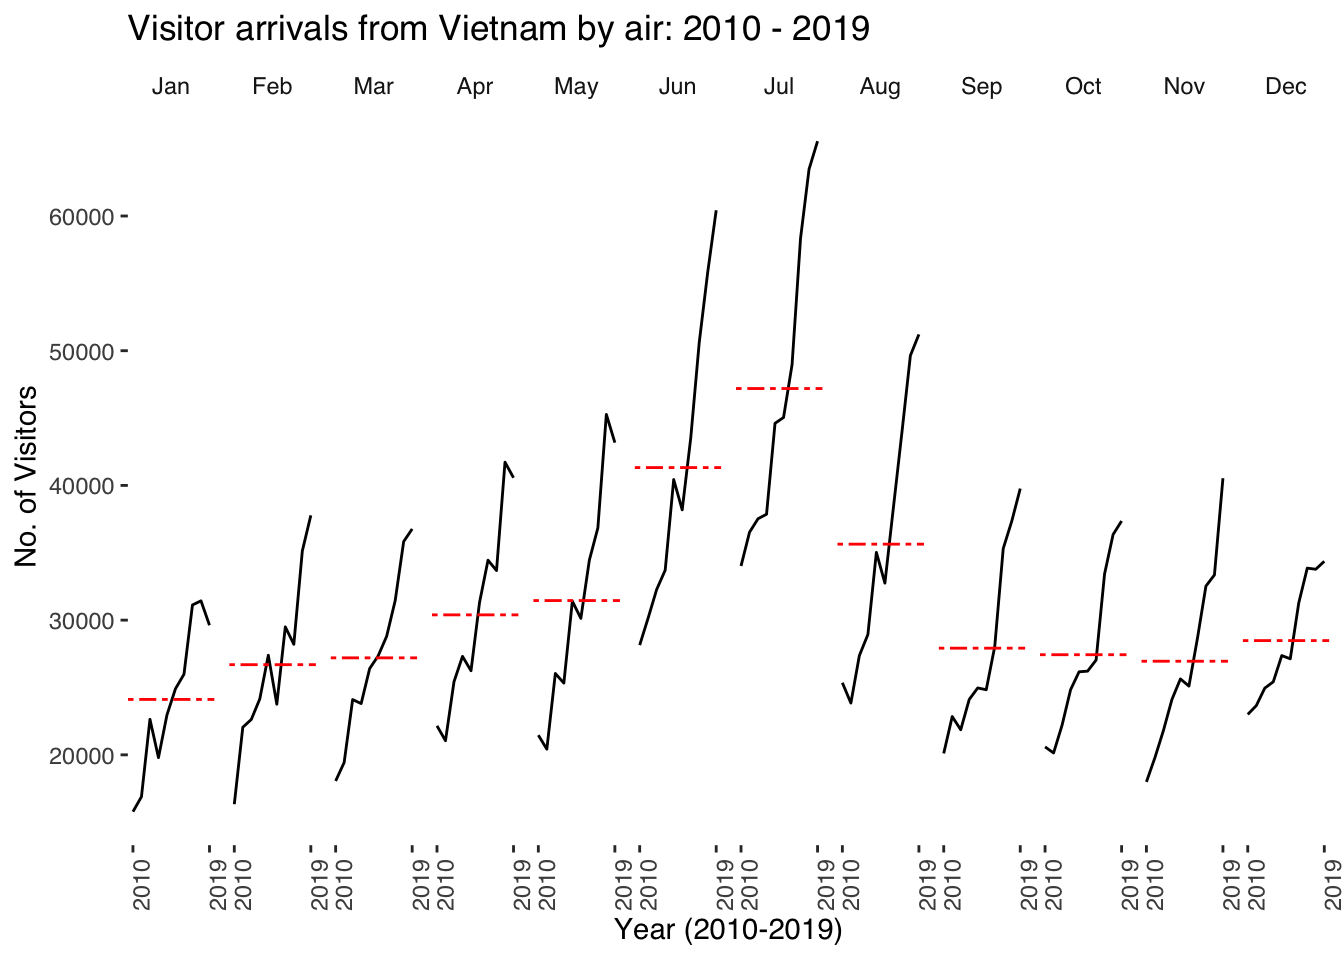 Visitor arrivals from Vietnam by air: 2010 - 2019
Jan Feb Mar Apr May Jun Jul Aug Sep Oct Nov Dec
No. of Visitors
60000
50000
40000
30000
20000
2010 2019 2010 2019 2010 2019 2010 2019 2010 2019 2010 2019 2010 2019 2010 2019 2010 2019 2010 2019 2010 2019 2010 2019
Year (2010-2019)